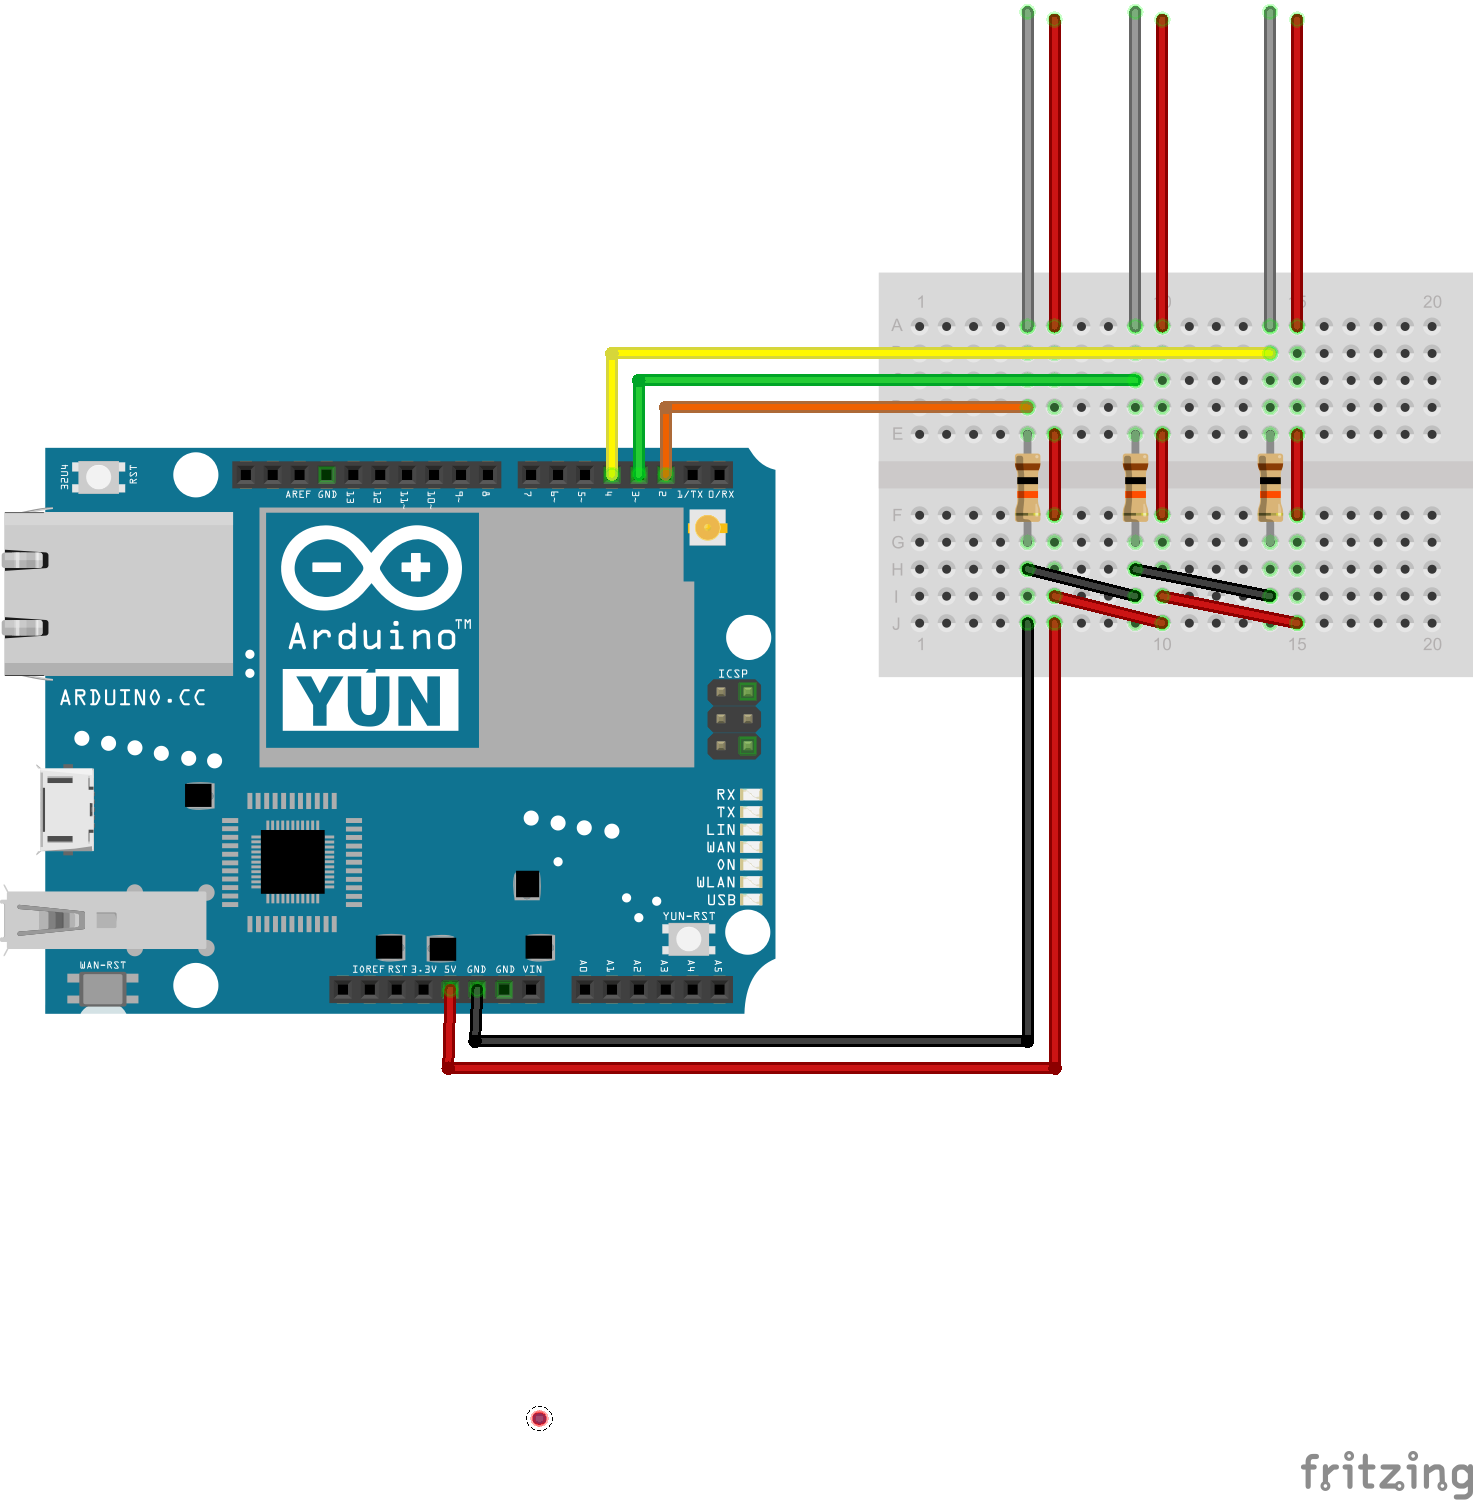 1 10 15 20
A
E
F
G
H
I
J
1 10 15 20
32U4 RST
AREF GND 13 12 11~ 10~ 9~ 8
7 6~ 5~ 4 3~ 2 1/TX 0/RX
Arduino™
YÚN
ARDUINO.CC
ICSP
RX
TX
LIN
WAN
ON
WLAN
USB
YUN-RST
WAN-RST
IOREF RST 3.3V 5V GND GND VIN
A0 A1 A2 A3 A4 A5
fritzing